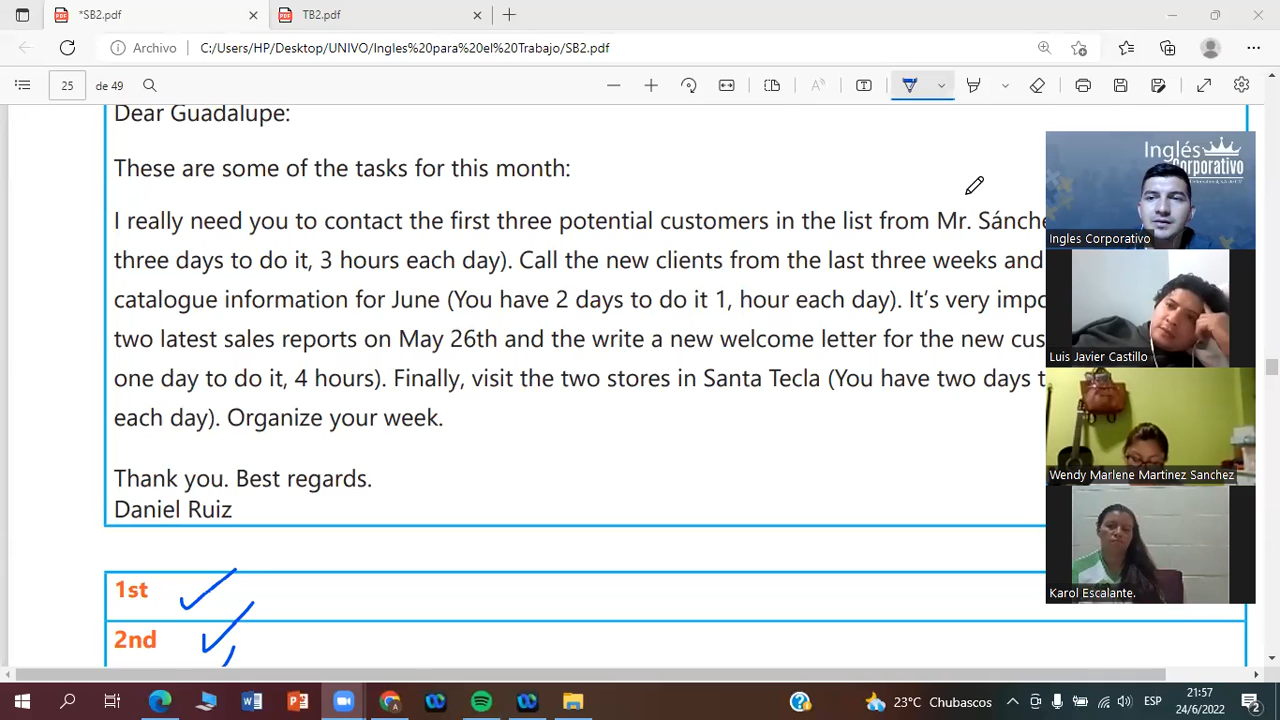 *SB2.pdf
TB2.pdf
Archivo
C:/Users/HP/Desktop/UNIVO/Ingles%20para%20el%20Trabajo/SB2.pdf
25
de 49
Dear Guadalupe:
These are some of the tasks for this month:
I really need you to contact the first three potential customers in the list from Mr. Sánche
three days to do it, 3 hours each day). Call the new clients from the last three weeks and
catalogue information for June (You have 2 days to do it 1, hour each day). It's very impo
two latest sales reports on May 26th and the write a new welcome letter for the new cus
one day to do it, 4 hours). Finally, visit the two stores in Santa Tecla (You have two days t
each day). Organize your week.
Thank you. Best regards.
Daniel Ruiz
1st
2nd
Inglés
Corporativo
Ingles Corporativo
Luis Javier Castillo
Wendy Marlene Martinez Sanchez
Karol Escalante.
23°C Chubascos
ESP
21:57
24/6/2022
2